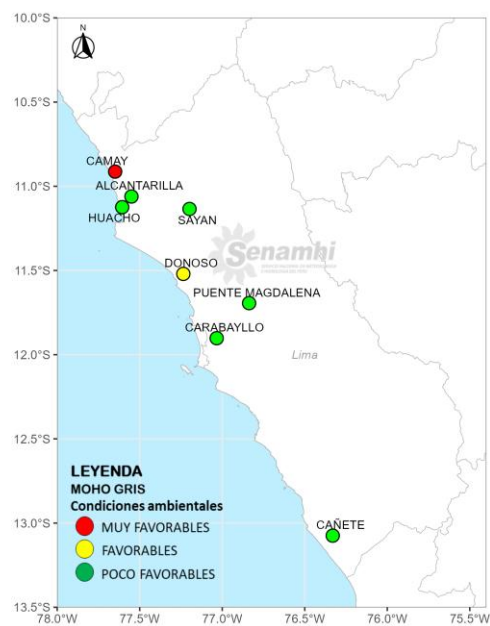 10.0°S
N
10.5°S
CAMAY
11.0°S
ALCANTARILLA
HUACHO
SAYAN
Senamhi
11.5°S
DONOSO
PUENTE MAGDALENA
CARABAYLLO
12.0°S
Lima
12.5°S
LEYENDA
MOHO GRIS
Condiciones ambientales
13.0°S
CAÑETE
MUY FAVORABLES
FAVORABLES
POCO FAVORABLES
13.5°S
78.0°W 77.5°W 77.0°W 76.5°W 76.0°W 75.5°W